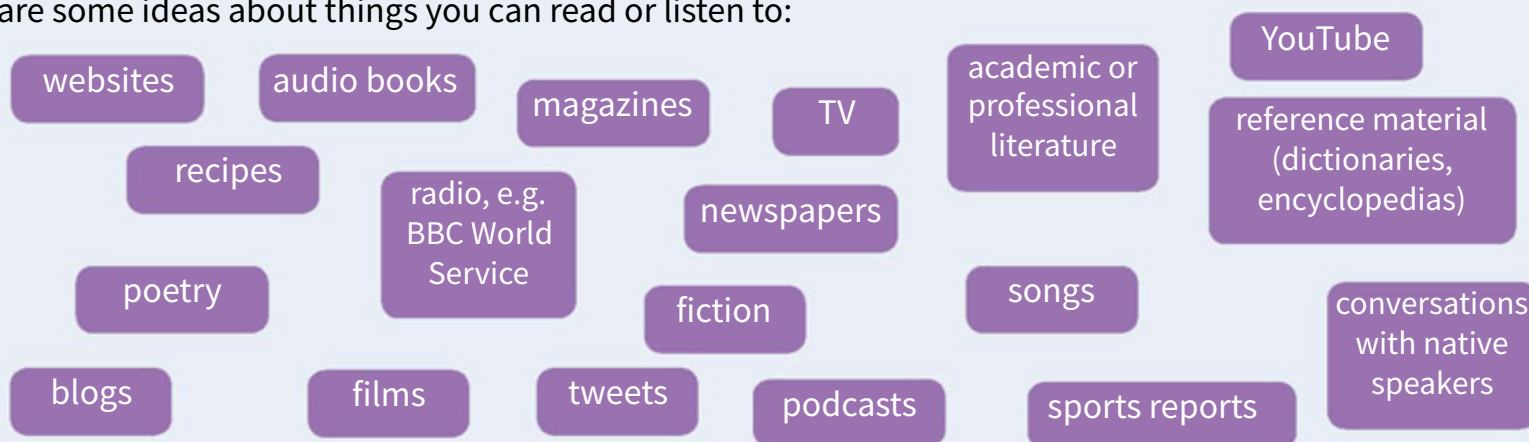 are some ideas about things you can read or listen to:
websites
audio books
magazines
TV
academic or
professional
literature
YouTube
recipes
radio, e.g.
BBC World
Service
newspapers
reference material
(dictionaries,
encyclopedias)
poetry
fiction
songs
conversations
with native
speakers
blogs
films
tweets
podcasts
sports reports